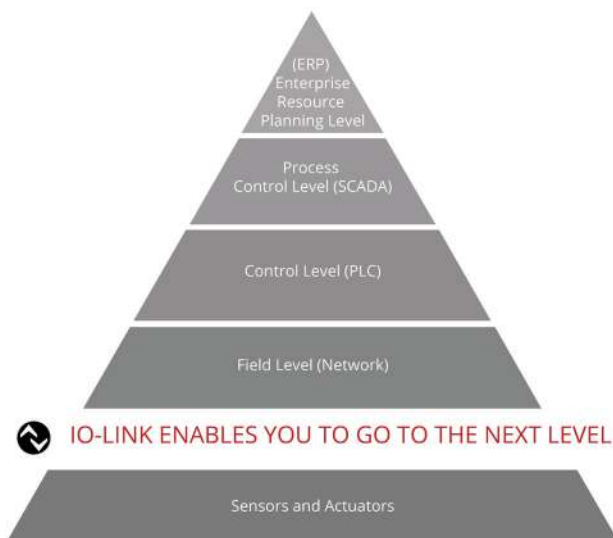 (ERP)
Enterprise
Resource
Planning Level
Process
Control Level (SCADA)
Control Level (PLC)
Field Level (Network)
IO-LINK ENABLES YOU TO GO TO THE NEXT LEVEL
Sensors and Actuators